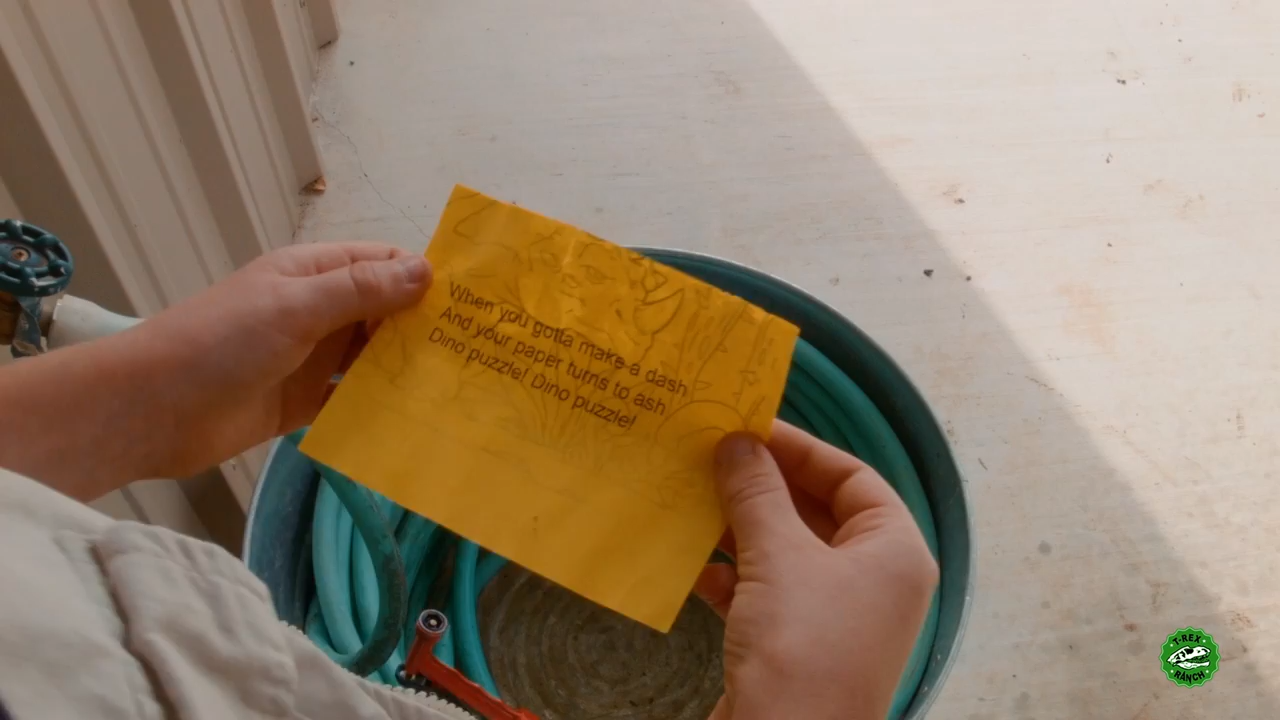 When you gotta make a dash
And your paper turns to ash
Dino puzzle! Dino puzzle!
T-REX
RANCH